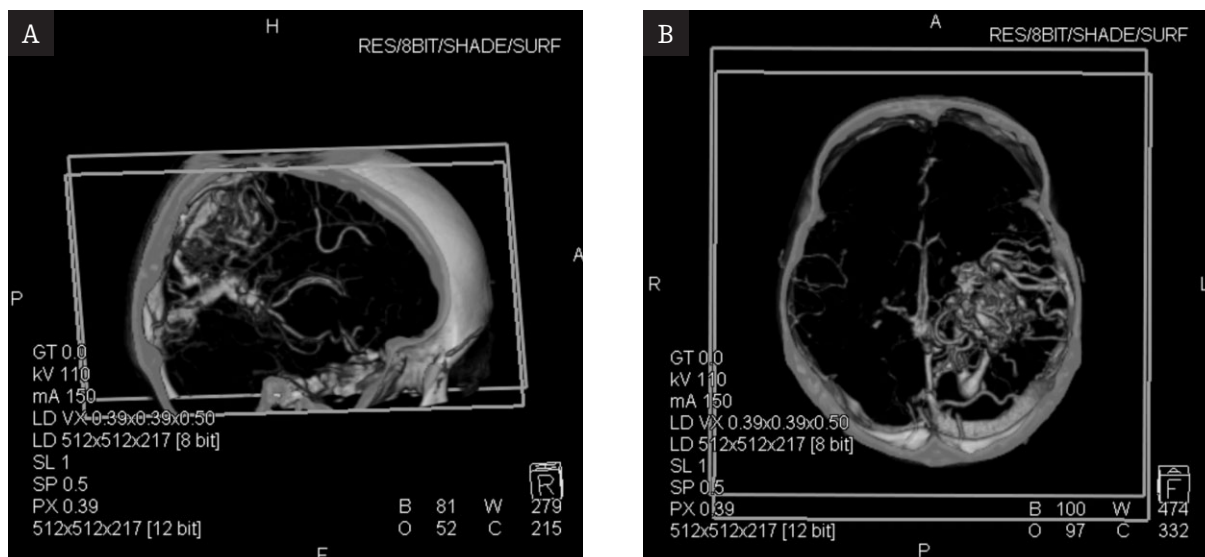 A
H
RES/8BIT/SHADE/SURF
A
P
GT 0.0
kV 110
mA 150
LD VX 0.39x0.39x0.50
LD 512x512x217 [8 bit]
SL 1
SP 0.5
PX 0.39
512x512x217 [12 bit]
B 81 W 279
O 52 C 215
R
B
A
RES/8BIT/SHADE/SURF
R
L
GT 0.0
kV 110
mA 150
LD VX 0.39x0.39x0.50
LD 512x512x217 [8 bit]
SL 1
SP 0.5
PX 0.39
512x512x217 [12 bit]
B 100 W 474
O 97 C 332
F
P